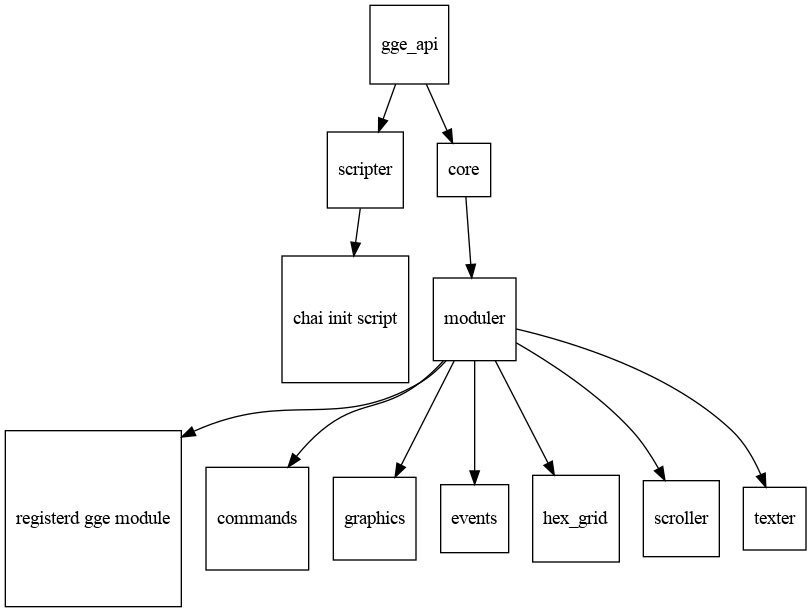 gge_api
scripter
core
chai init script
moduler
registerd gge module
commands
graphics
events
hex_grid
scroller
texter